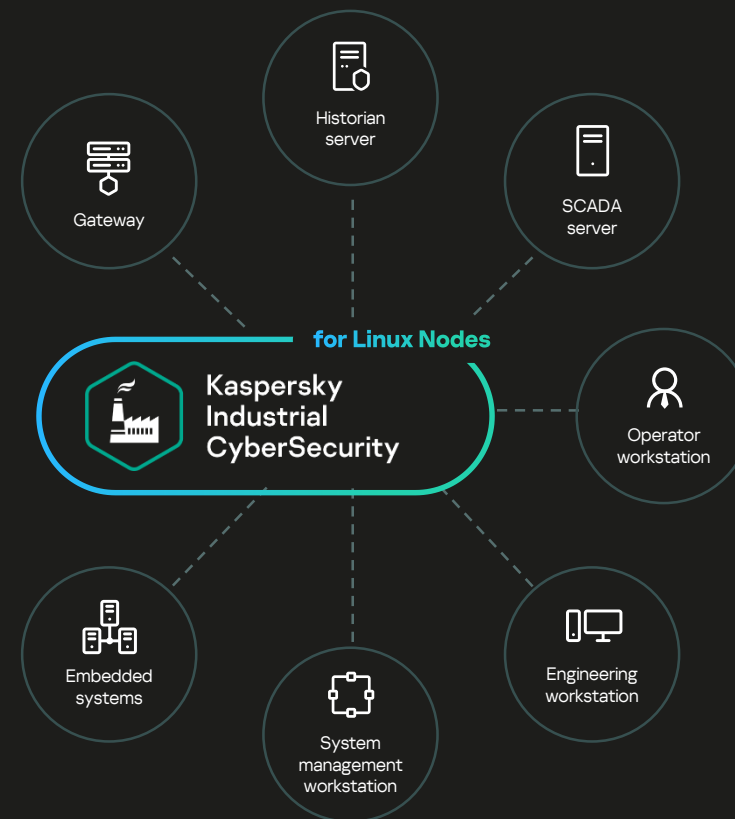 Historian
server
Gateway
SCADA
server
for Linux Nodes
Kaspersky
Industrial
CyberSecurity
Operator
workstation
Embedded
systems
Engineering
workstation
System
management
workstation